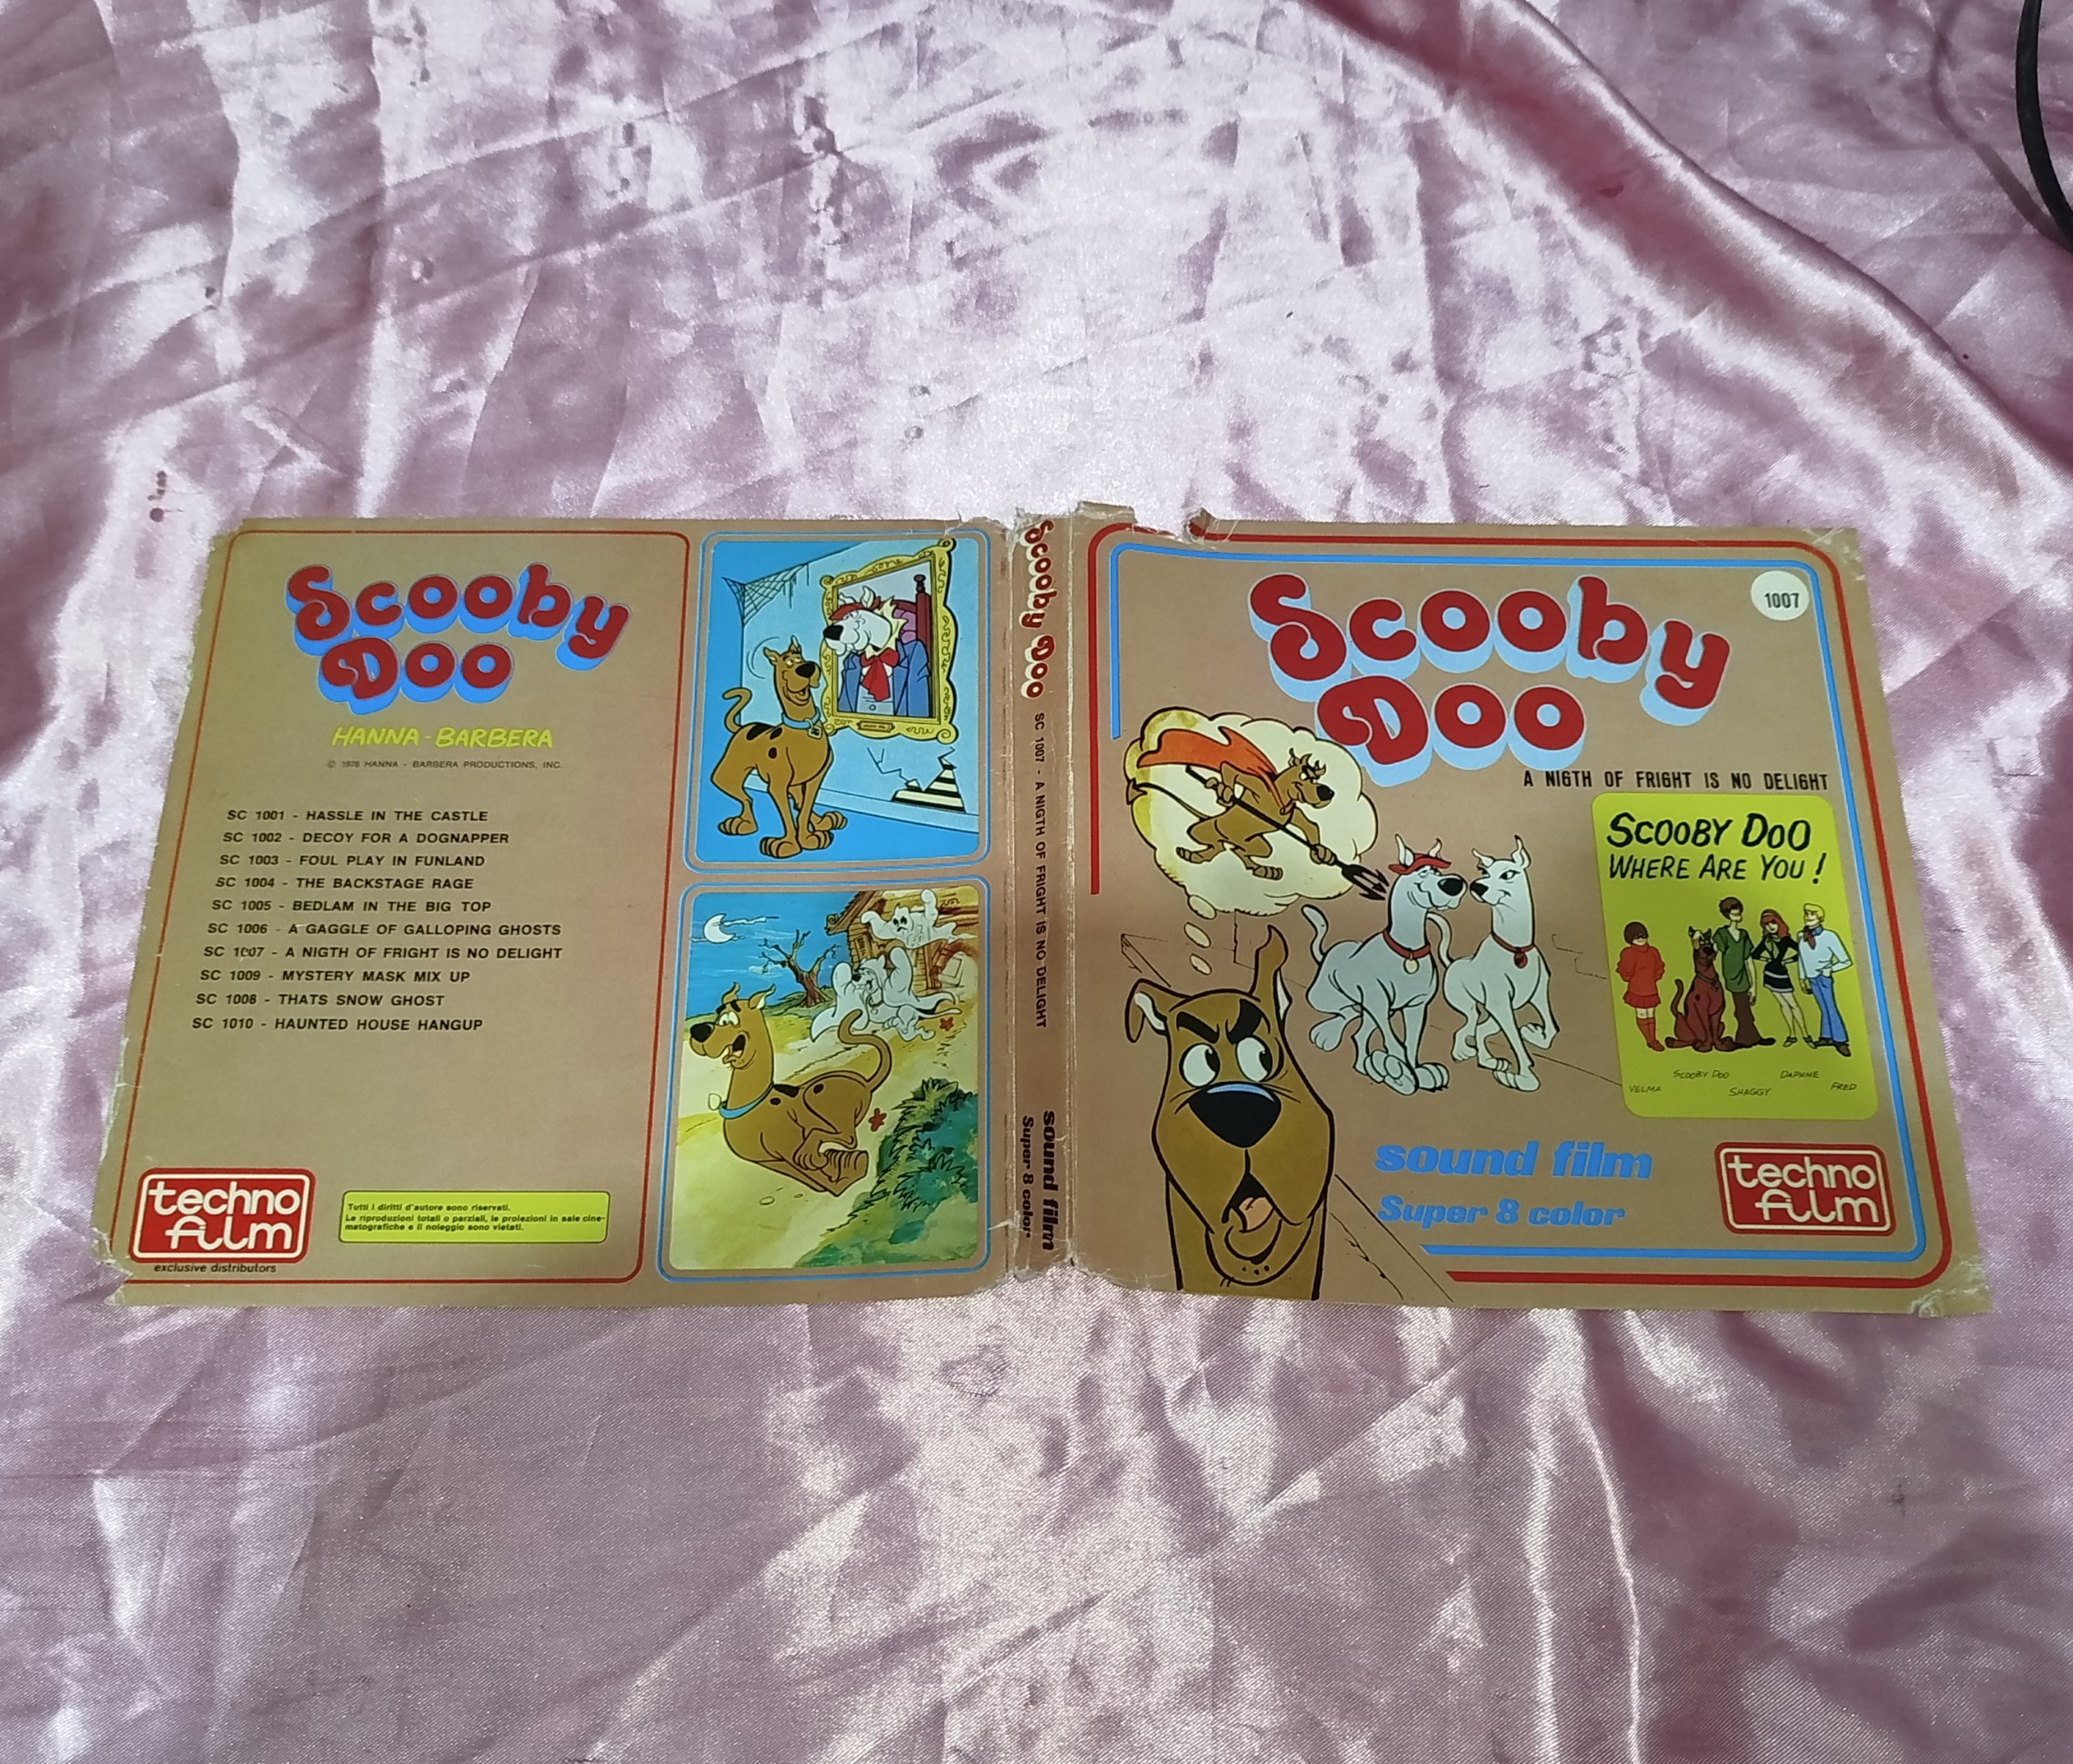 Scooby
Doo
HANNA-BARBERA
© 1978 HANNA - BARBERA PRODUCTIONS, INC.
SC 1001 - HASSLE IN THE CASTLE
SC 1002 - DECOY FOR A DOGNAPPER
SC 1003 - FOUL PLAY IN FUNLAND
SC 1004 - THE BACKSTAGE RAGE
SC 1005 - BEDLAM IN THE BIG TOP
SC 1006 - A GAGGLE OF GALLOPING GHOSTS
SC 1007 - A NIGTH OF FRIGHT IS NO DELIGHT
SC 1009 - MYSTERY MASK MIX UP
SC 1008 - THATS SNOW GHOST
SC 1010 - HAUNTED HOUSE HANGUP
techno
film
exclusive distributors
Tutti i diritti d'autore sono riservati.
Le riproduzioni totali o parziali, le proiezioni in sale cine-
matografiche e il noleggio sono vietati.
Scooby Doo SC 1007 - A NIGTH OF FRIGHT IS NO DELIGHT sound film
Super 8 color
1007
Scooby
Doo
A NIGTH OF FRIGHT IS NO DELIGHT
SCOOBY DOO
WHERE ARE YOU!
VELMA SCOOBY DOO SHAGGY DAPHNE FRED
sound film
Super 8 color
techno
film